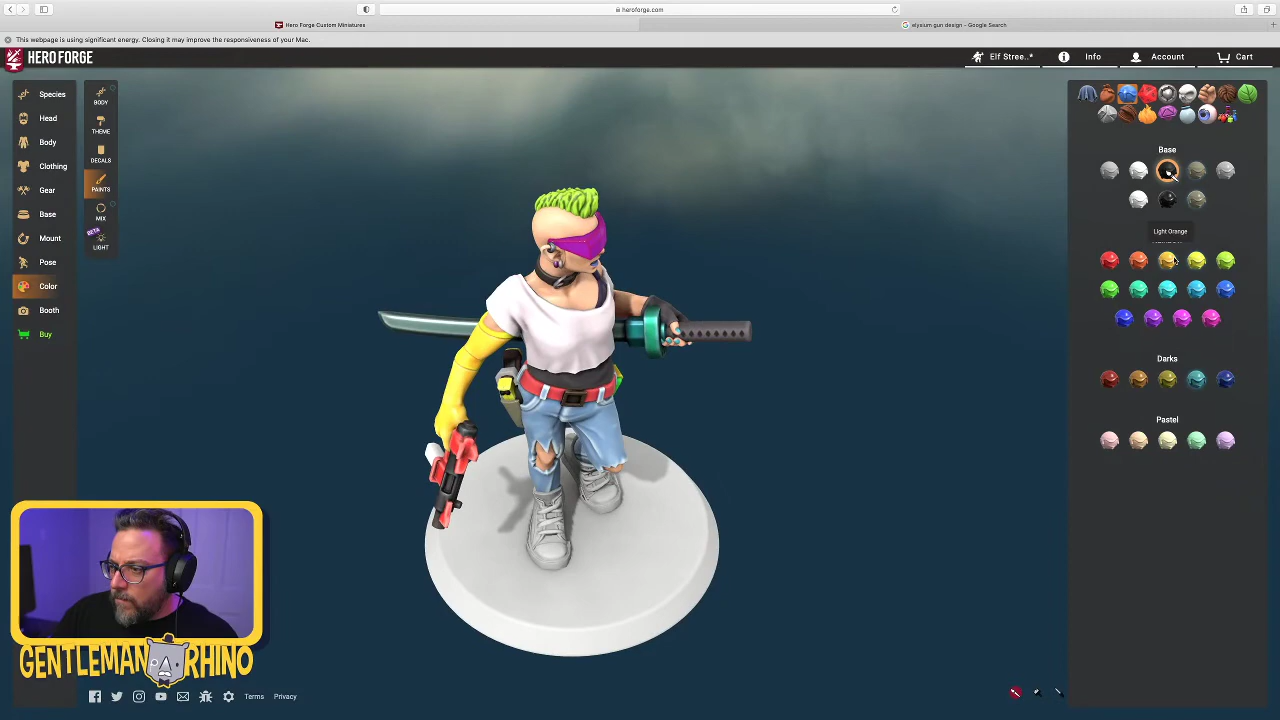 heroforge.com
Hero Forge Custom Miniatures
elysium gun design - Google Search
This webpage is using significant energy. Closing it may improve the responsiveness of your Mac.
HERO FORGE
Elf Stree..*
Info
Account
Cart
Species
Head
Body
Clothing
Gear
Base
Mount
Pose
Color
Booth
Buy
BODY
THEME
DECALS
PAINTS
MIX
BETA
LIGHT
Base
Light Orange
Darks
Pastel
GENTLEMAN RHINO
Terms
Privacy